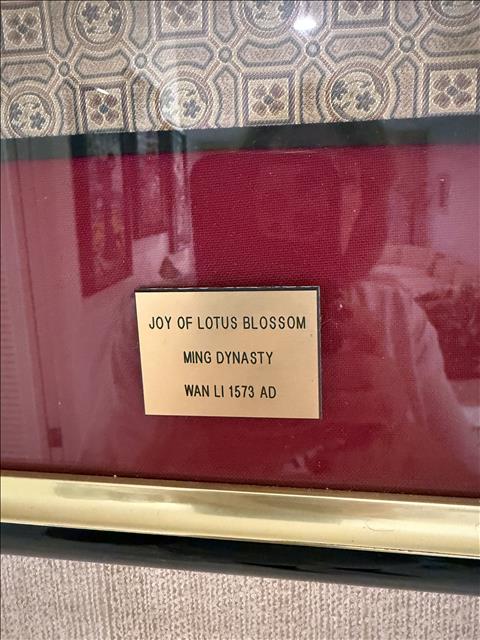 JOY OF LOTUS BLOSSOM
MING DYNASTY
WAN LI 1573 AD